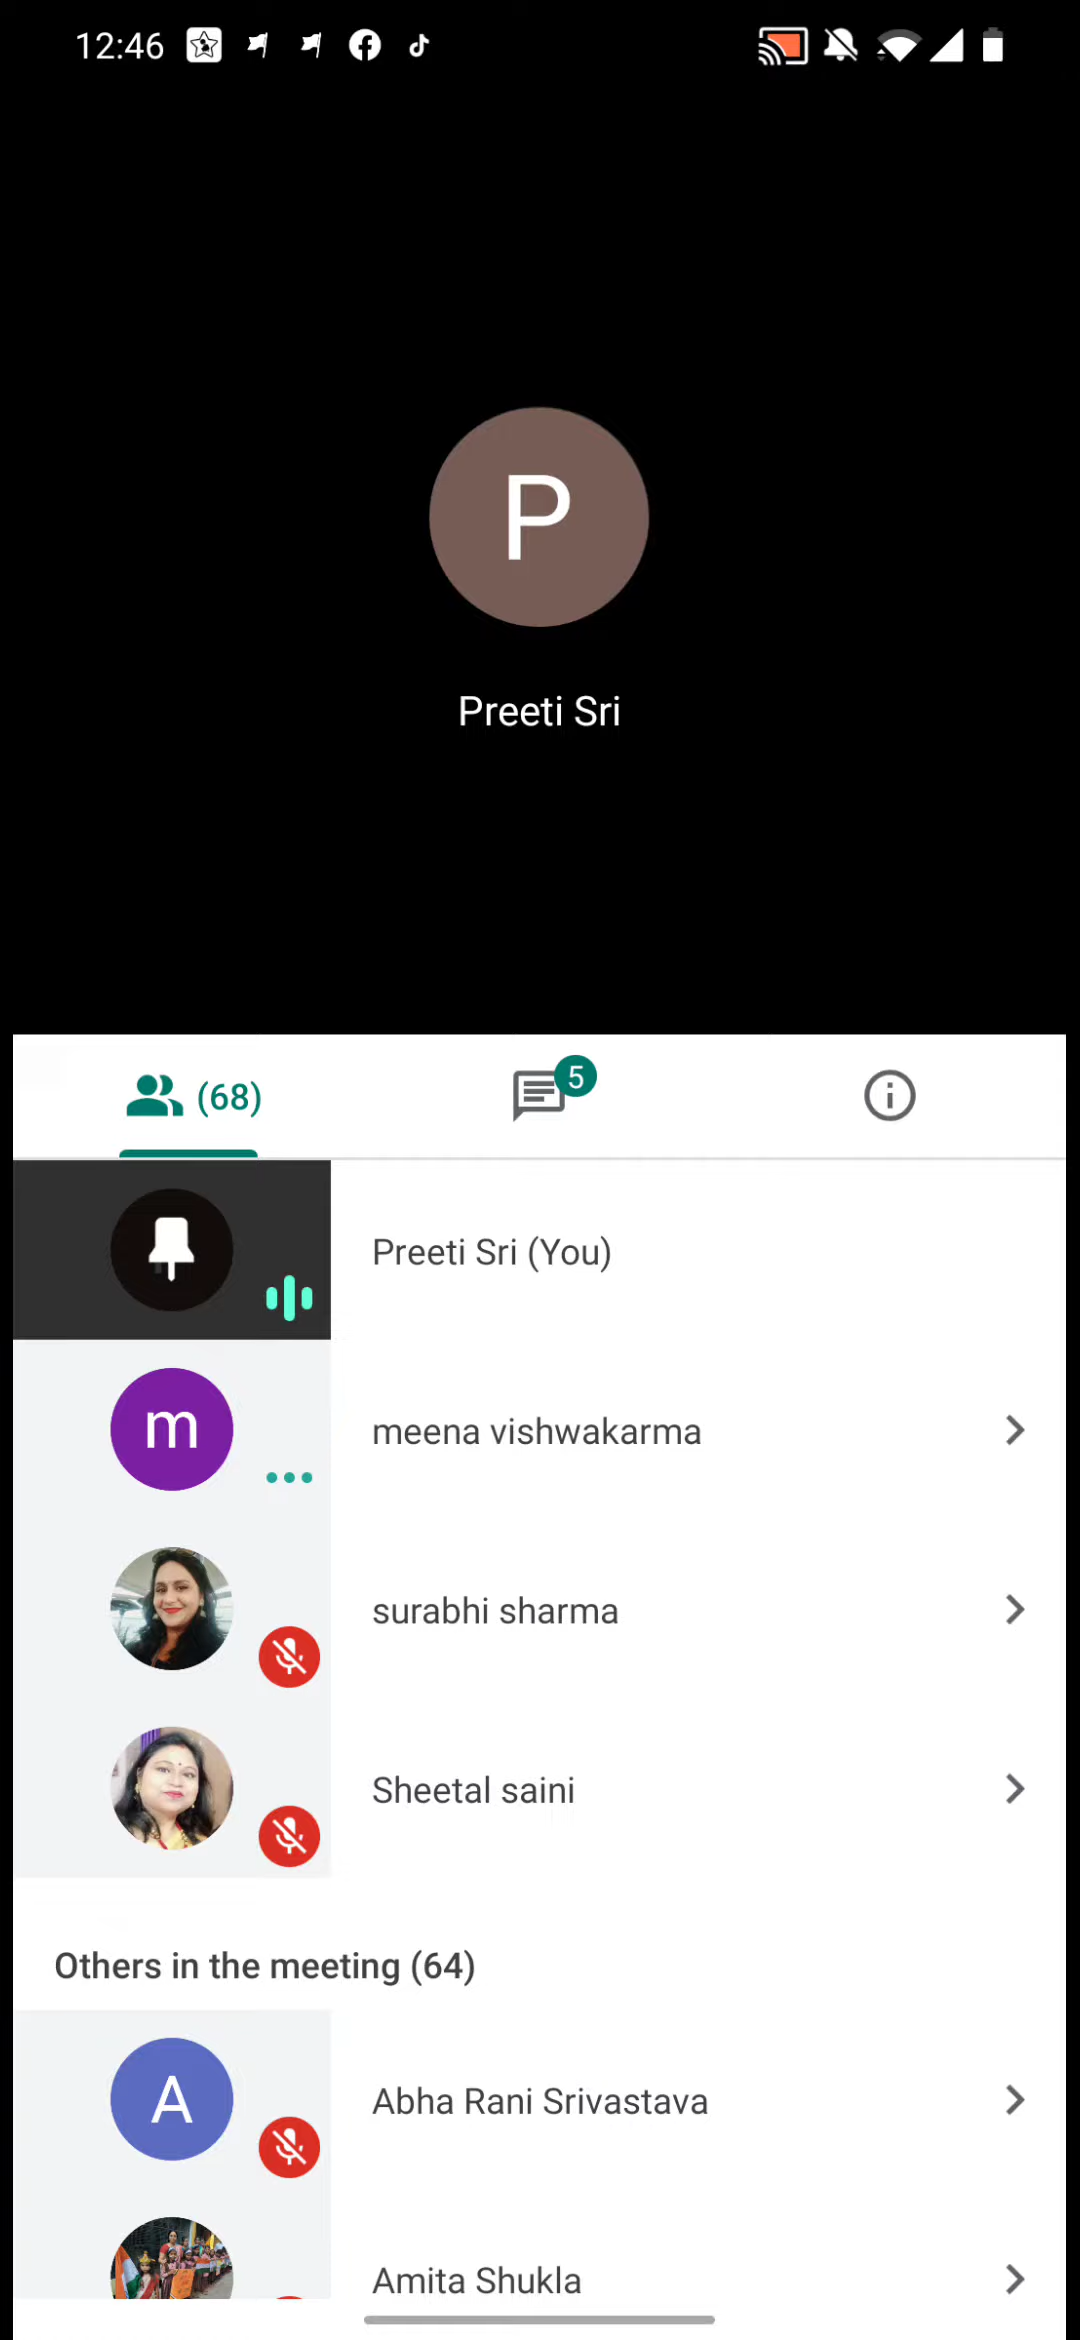 12:46
P
Preeti Sri
(68)
5
Preeti Sri (You)
m
meena vishwakarma
surabhi sharma
Sheetal saini
Others in the meeting (64)
A
Abha Rani Srivastava
Amita Shukla